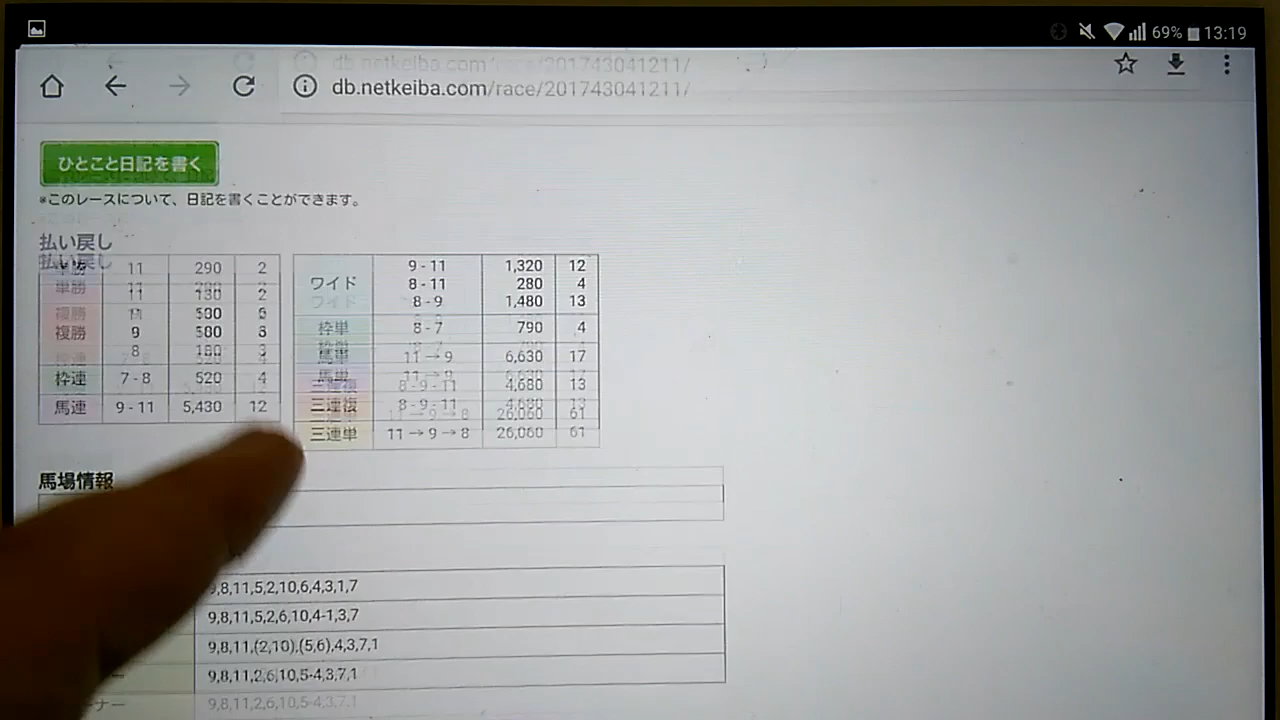 69% 13:19
db.netkeiba.com/race/201743041211/
ひとこと日記を書く
※このレースについて、日記を書くことができます。
払い戻し
単勝 11 290 2
11 130 2
複勝 9 500 6
8 180 3
枠連 7 - 8 520 4
馬連 9 - 11 5,430 12
9 - 11 1,320 12
ワイド 8 - 11 280 4
8 - 9 1,480 13
枠単 8 - 7 790 4
馬単 11 → 9 6,630 17
三連複 8 - 9 - 11 4,680 13
三連単 11 → 9 → 8 26,060 61
馬場情報
9,8,11,5,2,10,6,4,3,1,7
9,8,11,5,2,6,10,4-1,3,7
9,8,11,(2,10),(5,6),4,3,7,1
9,8,11,2,6,10,5-4,3,7,1